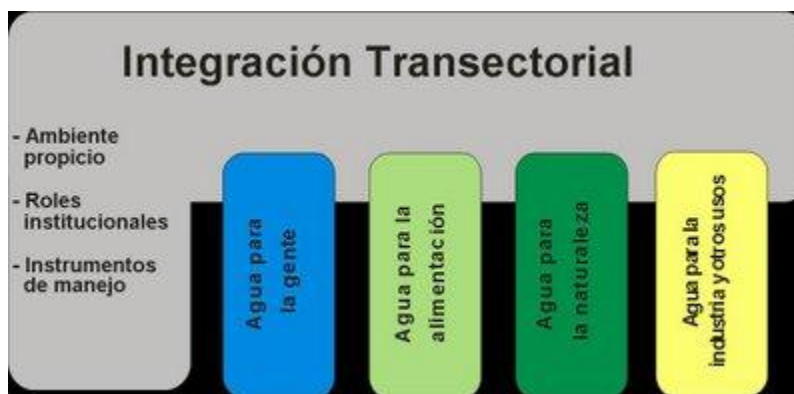 Integración Transectorial
- Ambiente
propicio
- Roles
institucionales
- Instrumentos
de manejo
Agua para
la gente
Agua para la
alimentación
Agua para
la naturaleza
Agua para la
industria y otros usos